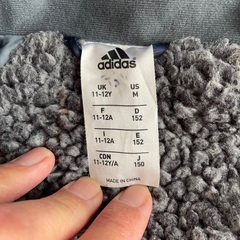 adidas
UK US
11-12Y M
F D
11-12A 152
I E
11-12A 152
CDN J
11-12Y/A 150
MADE IN CHINA